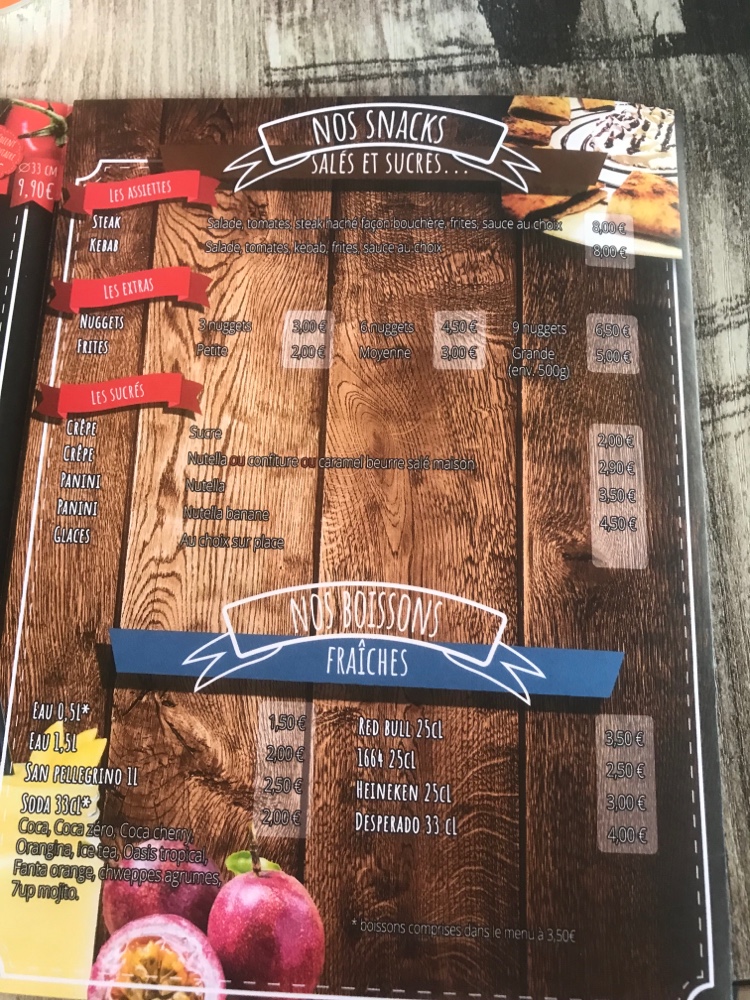 Ø33 CM
9,90€
NOS SNACKS
SALÉS ET SUCRÉS...
LES ASSIETTES
STEAK Salade, tomates, steak haché façon bouchère, frites, sauce au choix 8,00€
KEBAB Salade, tomates, kebab, frites, sauce au choix 8,00€
LES EXTRAS
NUGGETS 3 nuggets 3,00€ 6 nuggets 4,50€ 9 nuggets 6,50€
FRITES Petite 2,00€ Moyenne 3,00€ Grande 5,00€
(env. 500g)
LES SUCRÉS
CRÊPE Sucre 2,00€
CRÊPE Nutella ou confiture ou caramel beurre salé maison 2,90€
PANINI Nutella 3,50€
PANINI Nutella banane 4,50€
GLACES Au choix sur place
NOS BOISSONS
FRAÎCHES
EAU 0,5L* 1,50€
EAU 1,5L 2,00€
SAN PELLEGRINO 1L 2,50€
SODA 33cl* 2,00€
Coca, Coca zéro, Coca cherry,
Orangina, Ice tea, Oasis tropical,
Fanta orange, chweppes agrumes,
7up mojito.
RED BULL 25cl 3,50€
1664 25cl 2,50€
HEINEKEN 25cl 3,00€
DESPERADO 33 cl 4,00€
* boissons comprises dans le menu à 3,50€